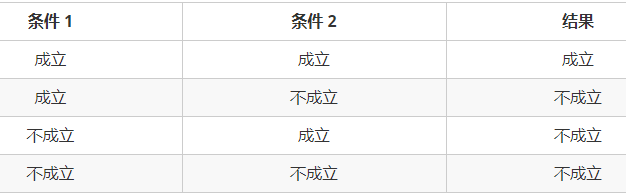 条件 1 条件 2 结果
成立 成立 成立
成立 不成立 不成立
不成立 成立 不成立
不成立 不成立 不成立